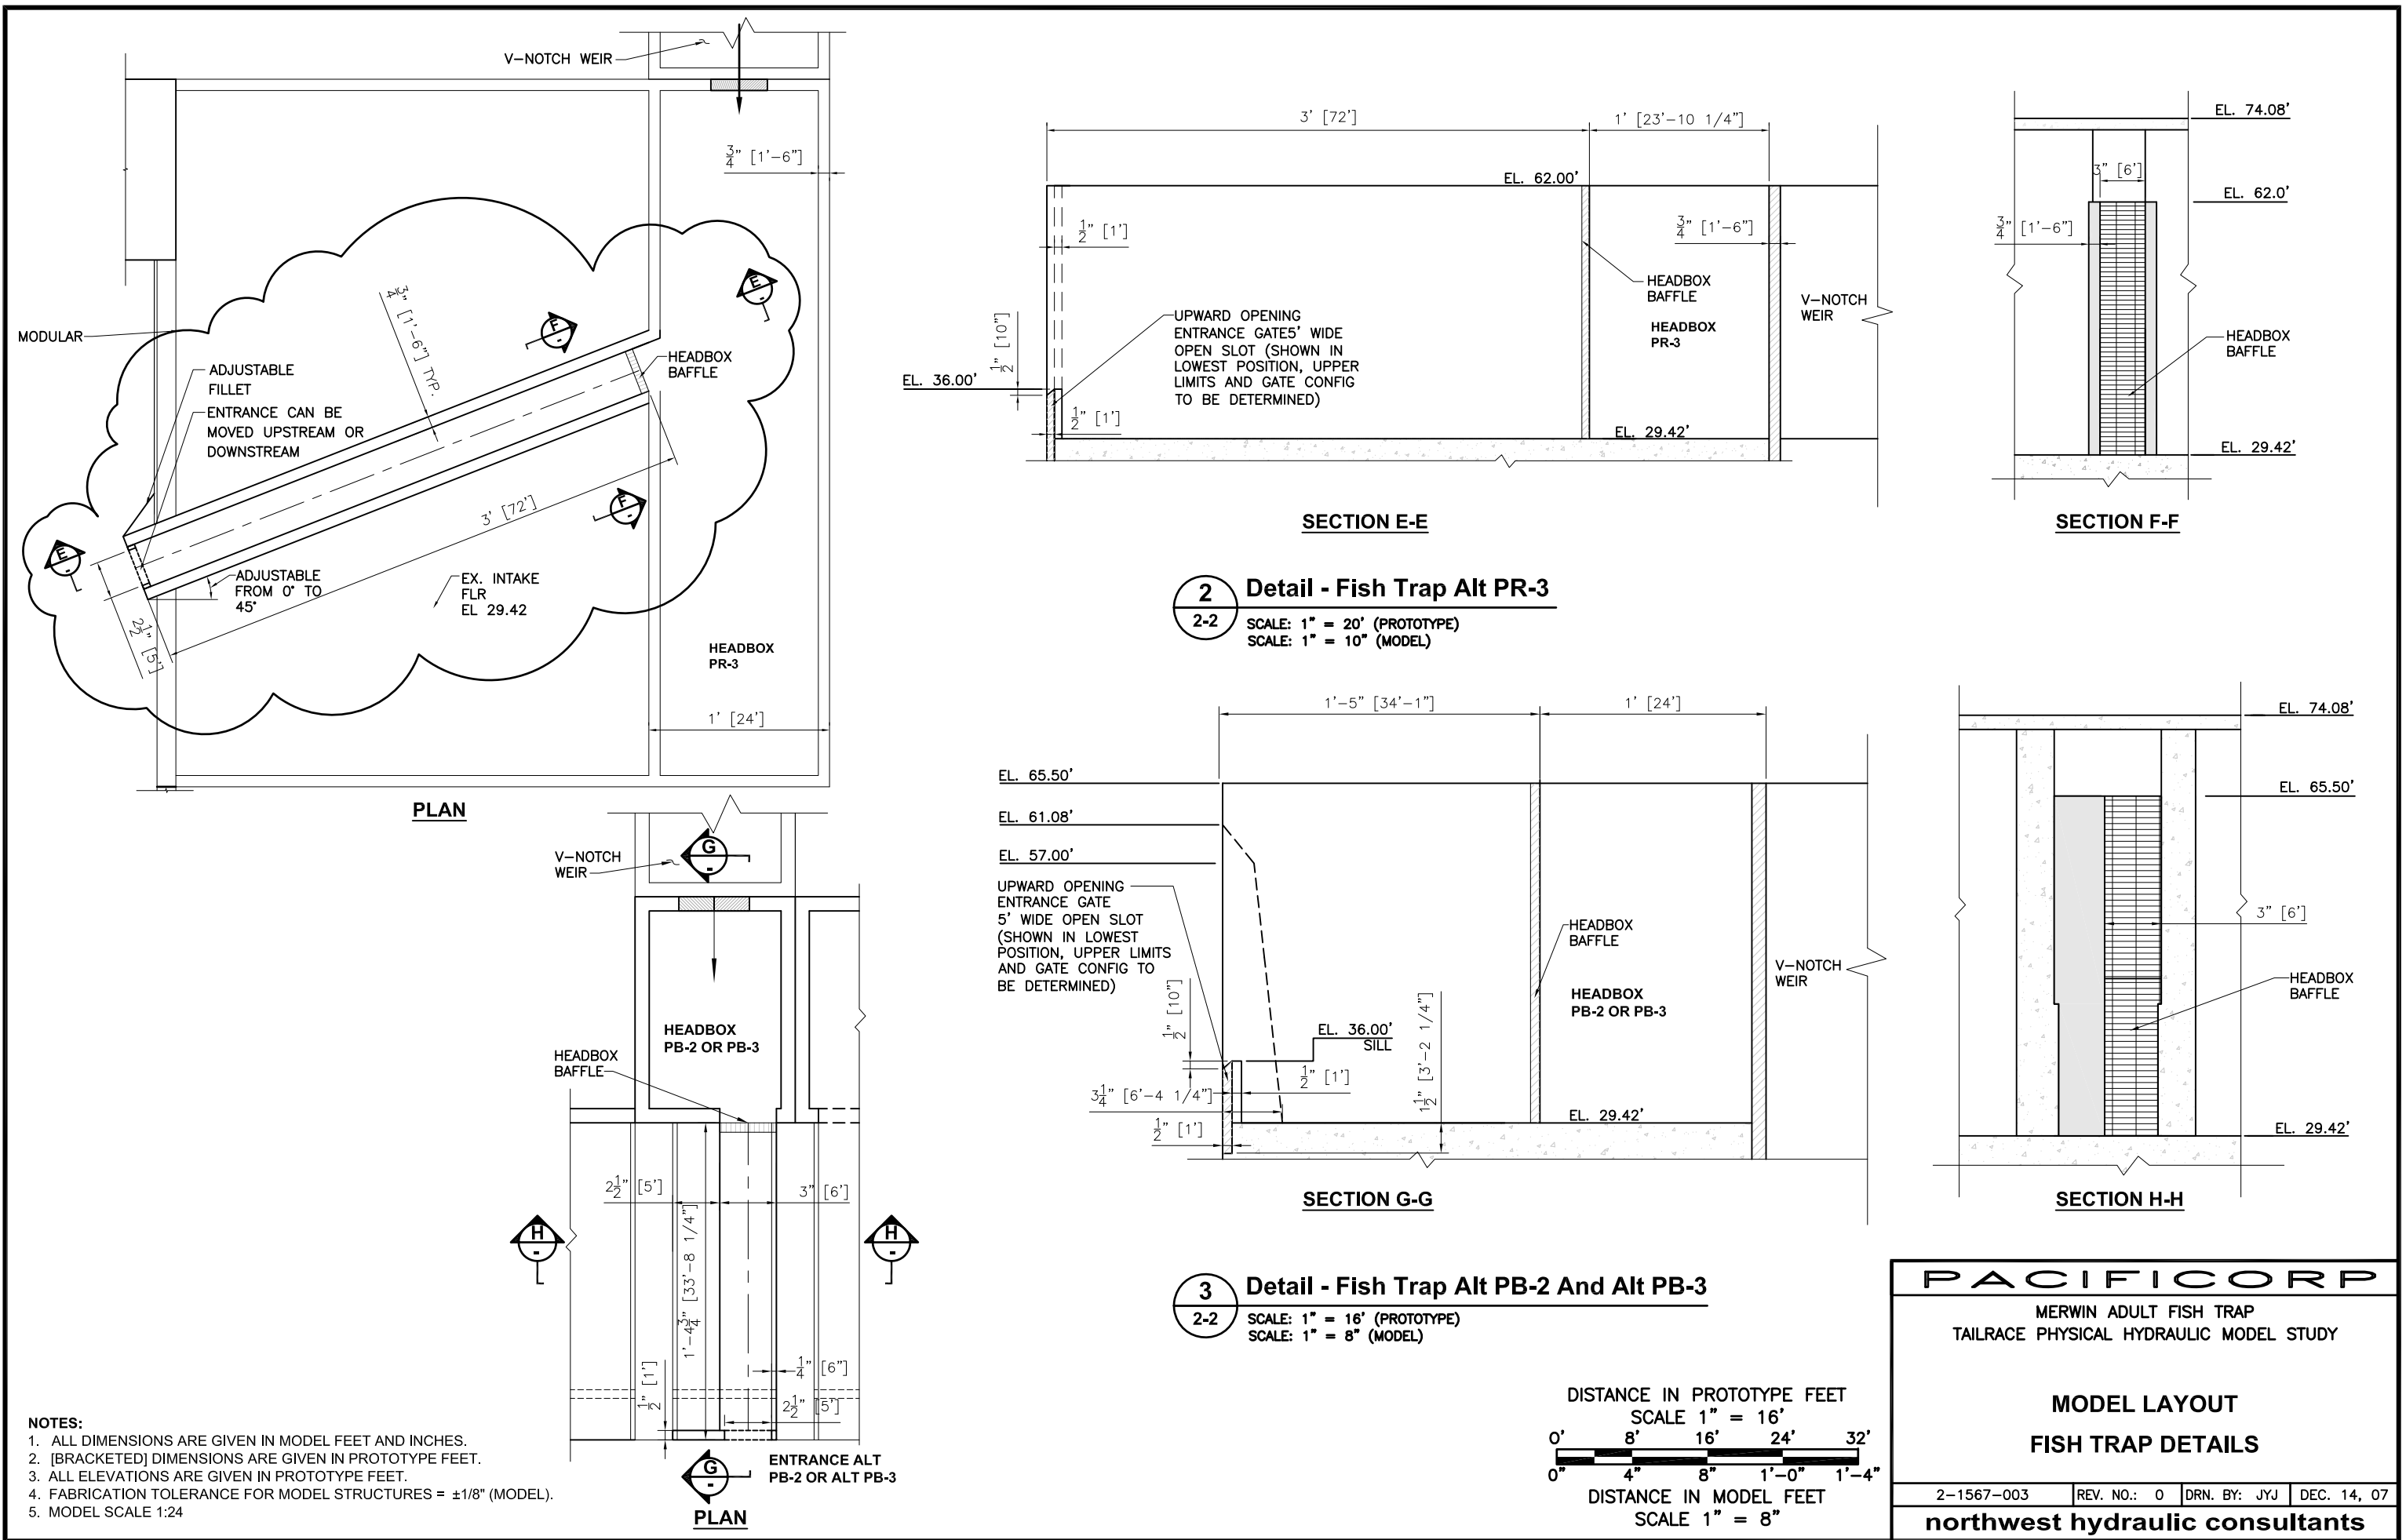 V-NOTCH WEIR
3/4" [1'-6"]
MODULAR
ADJUSTABLE
FILLET
ENTRANCE CAN BE
MOVED UPSTREAM OR
DOWNSTREAM
3/4" [1'-6"] TYP.
E
-
F
-
HEADBOX
BAFFLE
3' [72']
F
-
E
-
ADJUSTABLE
FROM 0° TO
45°
EX. INTAKE
FLR
EL 29.42
2 1/2" [5']
HEADBOX
PR-3
1' [24']
PLAN
3' [72']
1' [23'-10 1/4"]
EL. 62.00'
1/2" [1']
3/4" [1'-6"]
1/2" [10"]
UPWARD OPENING
ENTRANCE GATE5' WIDE
OPEN SLOT (SHOWN IN
LOWEST POSITION, UPPER
LIMITS AND GATE CONFIG
TO BE DETERMINED)
HEADBOX
BAFFLE
HEADBOX
PR-3
V-NOTCH
WEIR
EL. 36.00'
1/2" [1']
EL. 29.42'
SECTION E-E
EL. 74.08'
3" [6']
EL. 62.0'
3/4" [1'-6"]
HEADBOX
BAFFLE
EL. 29.42'
SECTION F-F
2
2-2
Detail - Fish Trap Alt PR-3
SCALE: 1" = 20' (PROTOTYPE)
SCALE: 1" = 10" (MODEL)
V-NOTCH
WEIR
G
-
HEADBOX
PB-2 OR PB-3
HEADBOX
BAFFLE
2 1/2" [5']
3" [6']
1'-4 3/4" [33'-8 1/4"]
H
-
H
-
1/4" [6"]
1/2" [1']
2 1/2" [5']
G
-
ENTRANCE ALT
PB-2 OR ALT PB-3
PLAN
1'-5" [34'-1"]
1' [24']
EL. 65.50'
EL. 61.08'
EL. 57.00'
UPWARD OPENING
ENTRANCE GATE
5' WIDE OPEN SLOT
(SHOWN IN LOWEST
POSITION, UPPER LIMITS
AND GATE CONFIG TO
BE DETERMINED)
HEADBOX
BAFFLE
HEADBOX
PB-2 OR PB-3
V-NOTCH
WEIR
1/2" [10"]
EL. 36.00'
SILL
1/2" [1']
3 1/4" [6'-4 1/4"]
1 1/2" [3'-2 1/4"]
1/2" [1']
EL. 29.42'
SECTION G-G
EL. 74.08'
EL. 65.50'
3" [6']
HEADBOX
BAFFLE
EL. 29.42'
SECTION H-H
3
2-2
Detail - Fish Trap Alt PB-2 And Alt PB-3
SCALE: 1" = 16' (PROTOTYPE)
SCALE: 1" = 8" (MODEL)
DISTANCE IN PROTOTYPE FEET
SCALE 1" = 16'
0' 8' 16' 24' 32'
0" 4" 8" 1'-0" 1'-4"
DISTANCE IN MODEL FEET
SCALE 1" = 8"
NOTES:
1. ALL DIMENSIONS ARE GIVEN IN MODEL FEET AND INCHES.
2. [BRACKETED] DIMENSIONS ARE GIVEN IN PROTOTYPE FEET.
3. ALL ELEVATIONS ARE GIVEN IN PROTOTYPE FEET.
4. FABRICATION TOLERANCE FOR MODEL STRUCTURES = ±1/8" (MODEL).
5. MODEL SCALE 1:24
PACIFICORP
MERWIN ADULT FISH TRAP
TAILRACE PHYSICAL HYDRAULIC MODEL STUDY
MODEL LAYOUT
FISH TRAP DETAILS
2-1567-003 REV. NO.: 0 DRN. BY: JYJ DEC. 14, 07
northwest hydraulic consultants